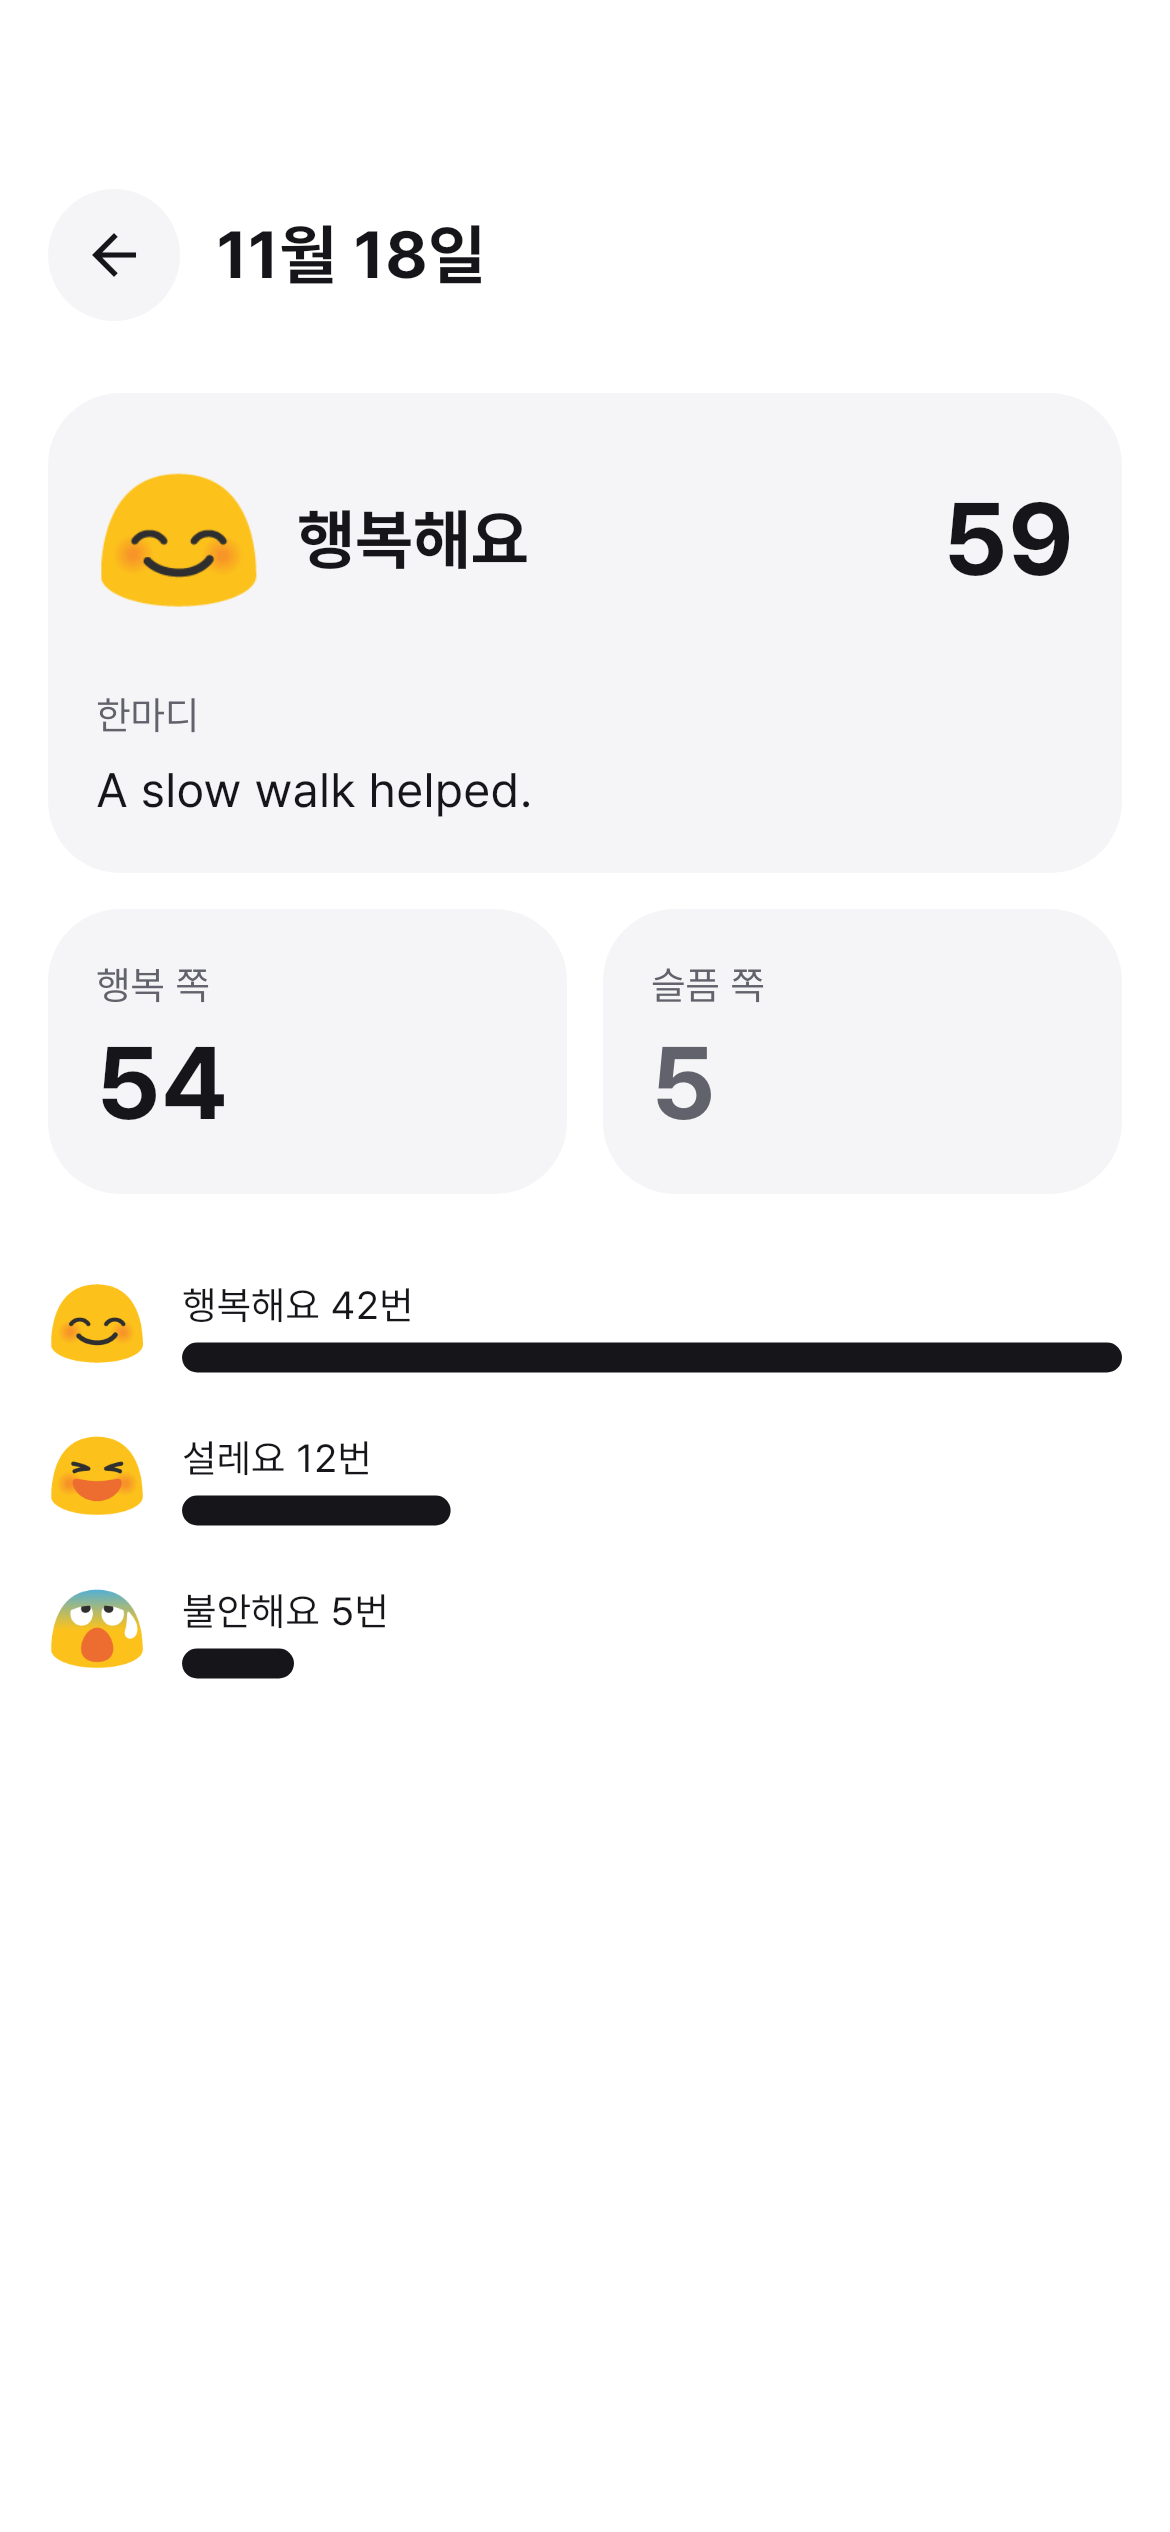 11월 18일
행복해요
59
한마디
A slow walk helped.
행복 쪽
54
슬픔 쪽
5
행복해요 42번
설레요 12번
불안해요 5번